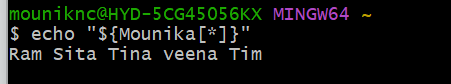 mouniknc@HYD-5CG45056KX MINGW64 ~
$ echo "${Mounika[*]}"
Ram Sita Tina veena Tim